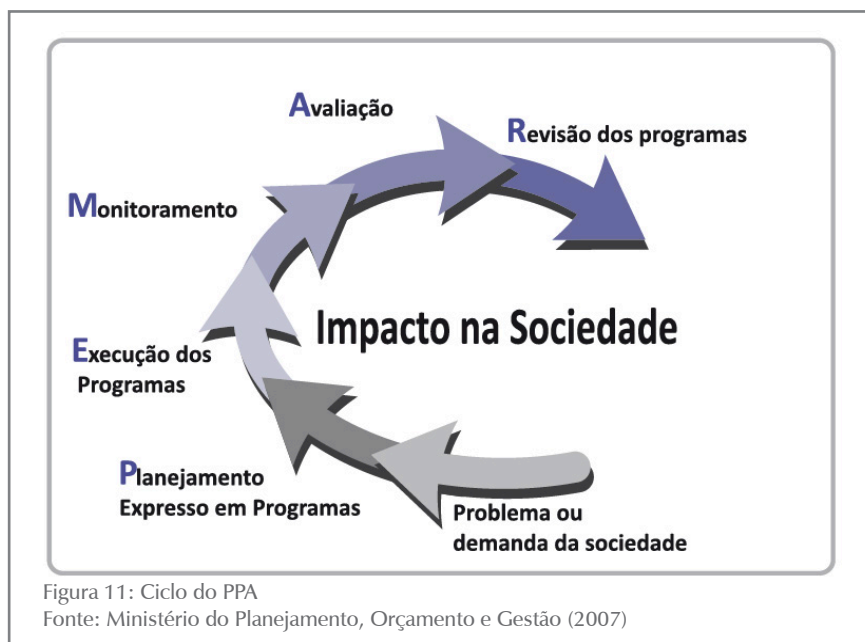 Avaliação
Revisão dos programas
Monitoramento
Impacto na Sociedade
Execução dos
Programas
Planejamento
Expresso em Programas
Problema ou
demanda da sociedade
Figura 11: Ciclo do PPA
Fonte: Ministério do Planejamento, Orçamento e Gestão (2007)